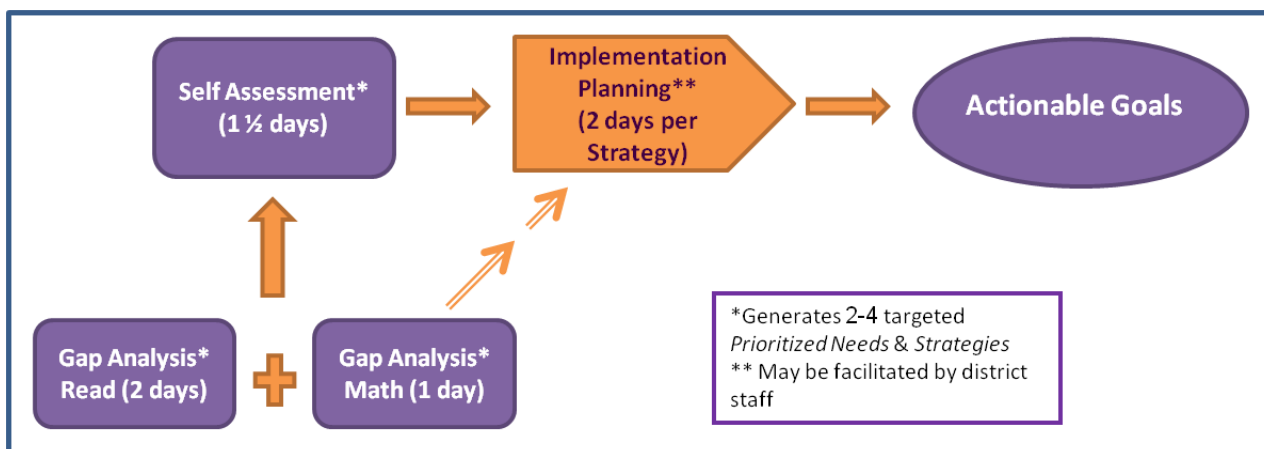 Self Assessment*
(1 ½ days)
Implementation
Planning**
(2 days per
Strategy)
Actionable Goals
Gap Analysis*
Read (2 days)
Gap Analysis*
Math (1 day)
*Generates 2-4 targeted
Prioritized Needs & Strategies
** May be facilitated by district
staff